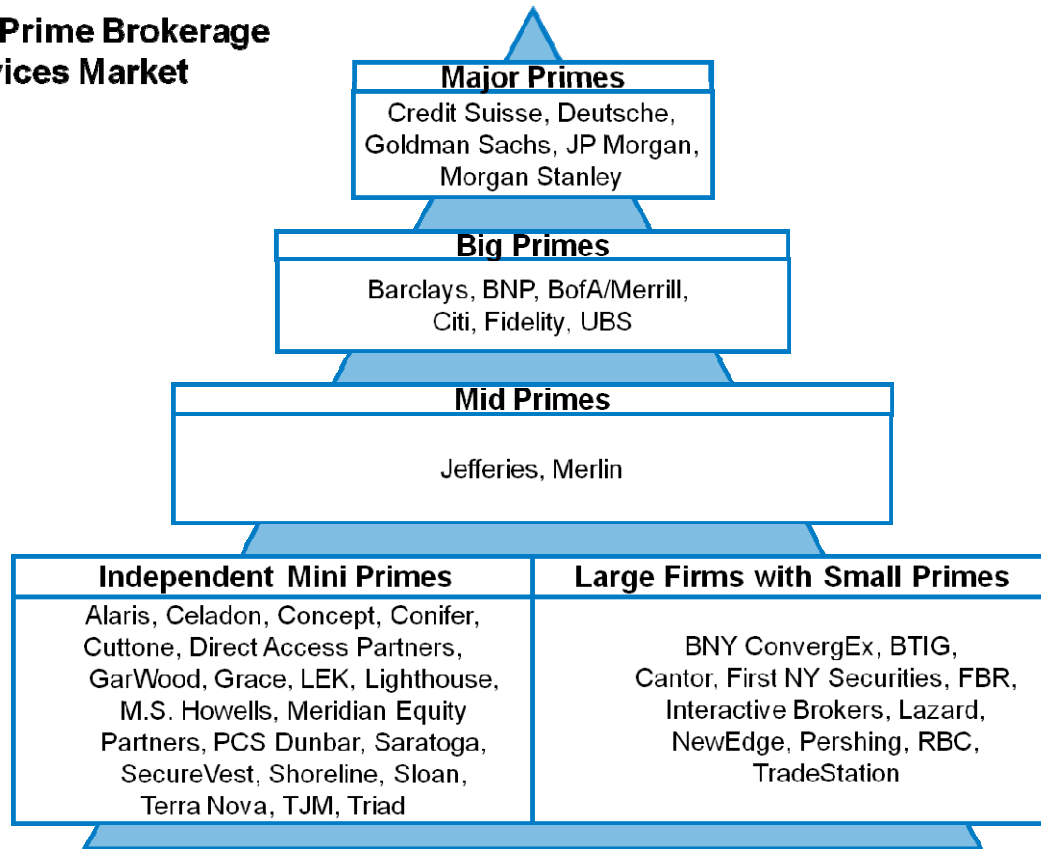 Prime Brokerage
vices Market
Major Primes
Credit Suisse, Deutsche,
Goldman Sachs, JP Morgan,
Morgan Stanley
Big Primes
Barclays, BNP, BofA/Merrill,
Citi, Fidelity, UBS
Mid Primes
Jefferies, Merlin
Independent Mini Primes
Alaris, Celadon, Concept, Conifer,
Cuttone, Direct Access Partners,
GarWood, Grace, LEK, Lighthouse,
M.S. Howells, Meridian Equity
Partners, PCS Dunbar, Saratoga,
SecureVest, Shoreline, Sloan,
Terra Nova, TJM, Triad
Large Firms with Small Primes
BNY ConvergEx, BTIG,
Cantor, First NY Securities, FBR,
Interactive Brokers, Lazard,
NewEdge, Pershing, RBC,
TradeStation